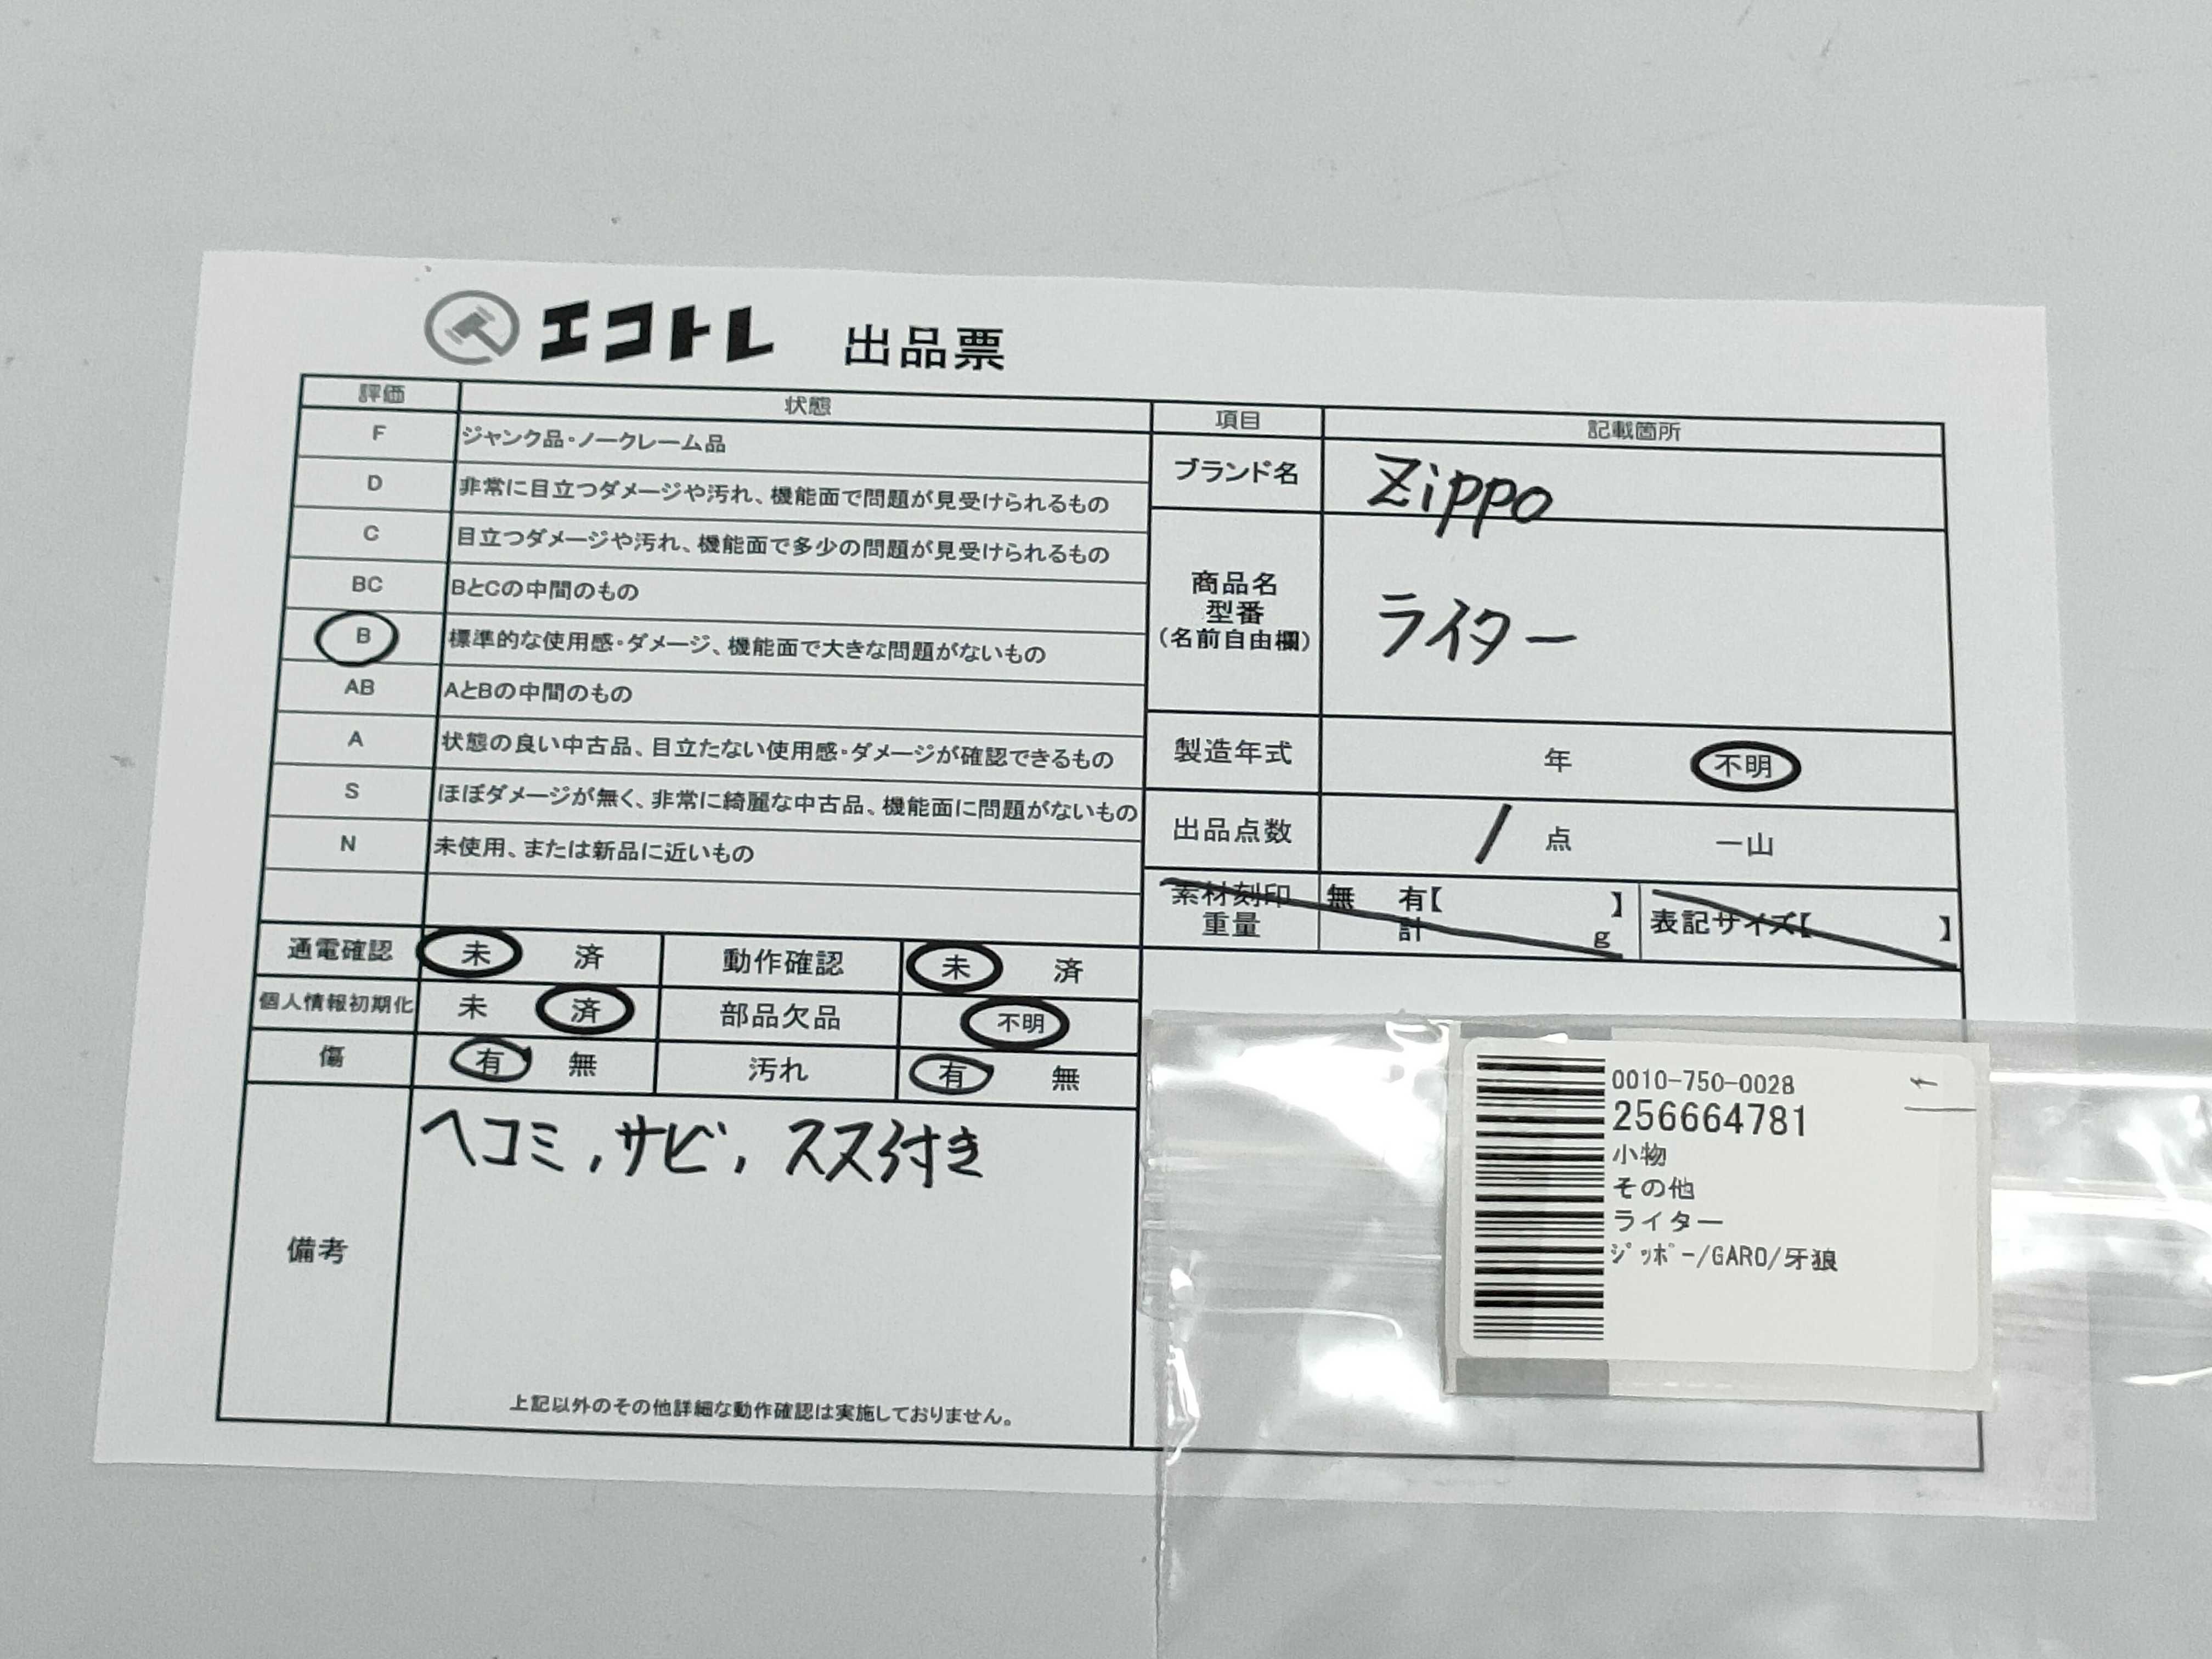 エコトレ 出品票
評価 状態
F ジャンク品・ノークレーム品
D 非常に目立つダメージや汚れ、機能面で問題が見受けられるもの
C 目立つダメージや汚れ、機能面で多少の問題が見受けられるもの
BC BとCの中間のもの
B 標準的な使用感・ダメージ、機能面で大きな問題がないもの
AB AとBの中間のもの
A 状態の良い中古品、目立たない使用感・ダメージが確認できるもの
S ほぼダメージが無く、非常に綺麗な中古品、機能面に問題がないもの
N 未使用、または新品に近いもの
通電確認 未 済 動作確認 未 済
個人情報初期化 未 済 部品欠品 不明
傷 有 無 汚れ 有 無
備考
ヘコミ,サビ,スス付き
上記以外のその他詳細な動作確認は実施しておりません。
項目 記載箇所
ブランド名 Zippo
商品名
型番
(名前自由欄)
ライター
製造年式 年 不明
出品点数 1 点 一山
素材刻印 無 有【 】
重量 計 g
表記サイズ【 】
0010-750-0028
256664781
小物
その他
ライター
ｼﾞｯﾎﾟｰ/GARO/牙狼